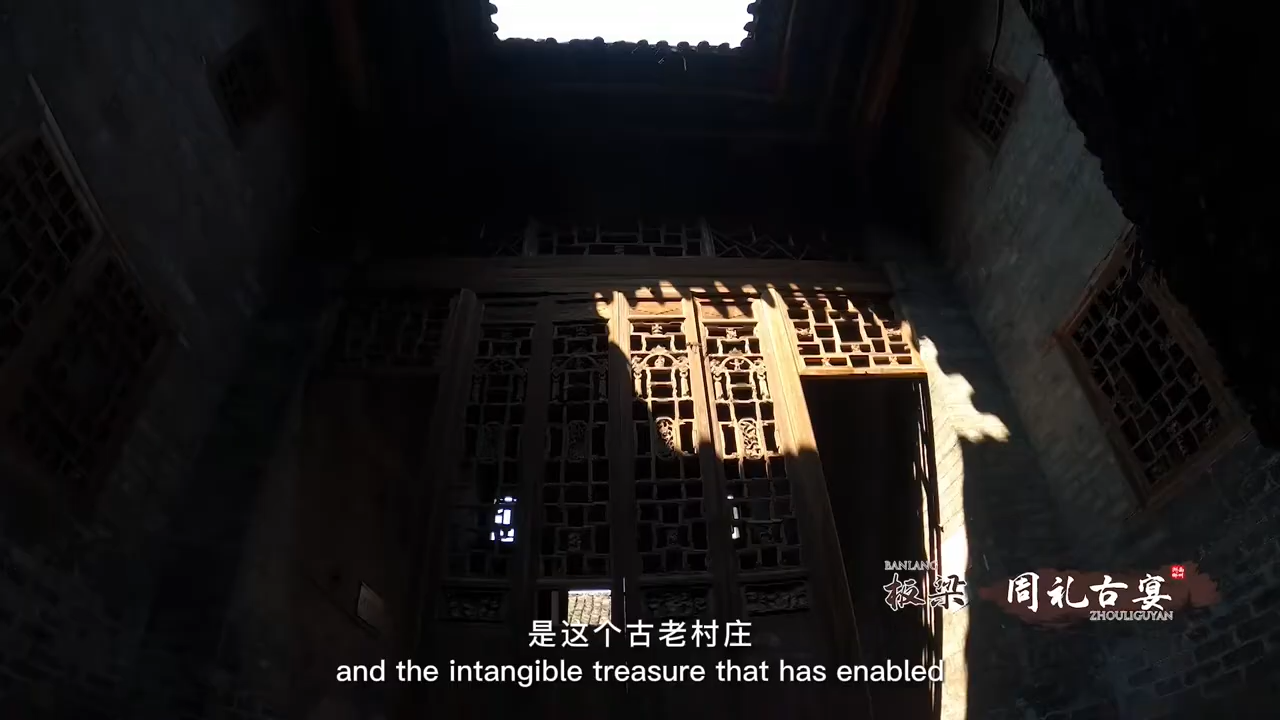 BANLANG
板梁
周礼古宴
ZHOULIGUYAN
是这个古老村庄
and the intangible treasure that has enabled